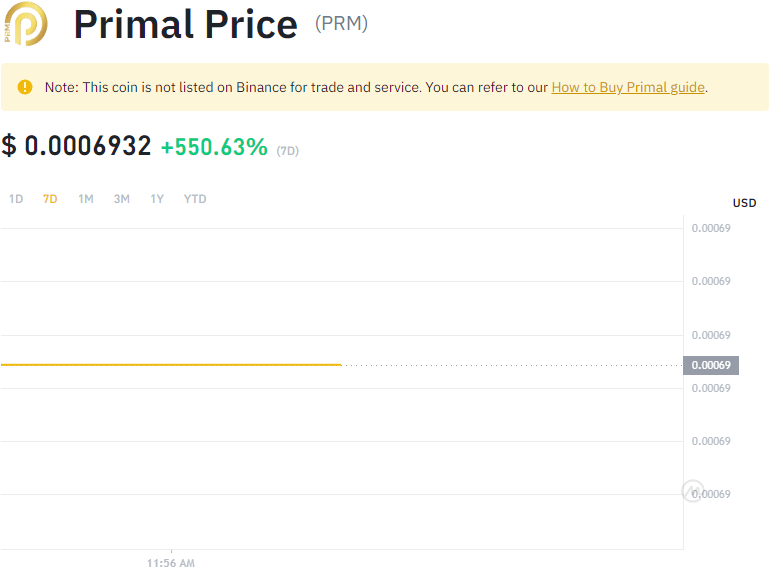 PRM
Primal Price (PRM)
Note: This coin is not listed on Binance for trade and service. You can refer to our How to Buy Primal guide.
$ 0.0006932 +550.63% (7D)
1D 7D 1M 3M 1Y YTD
USD
0.00069
0.00069
0.00069
0.00069
0.00069
0.00069
0.00069
11:56 AM